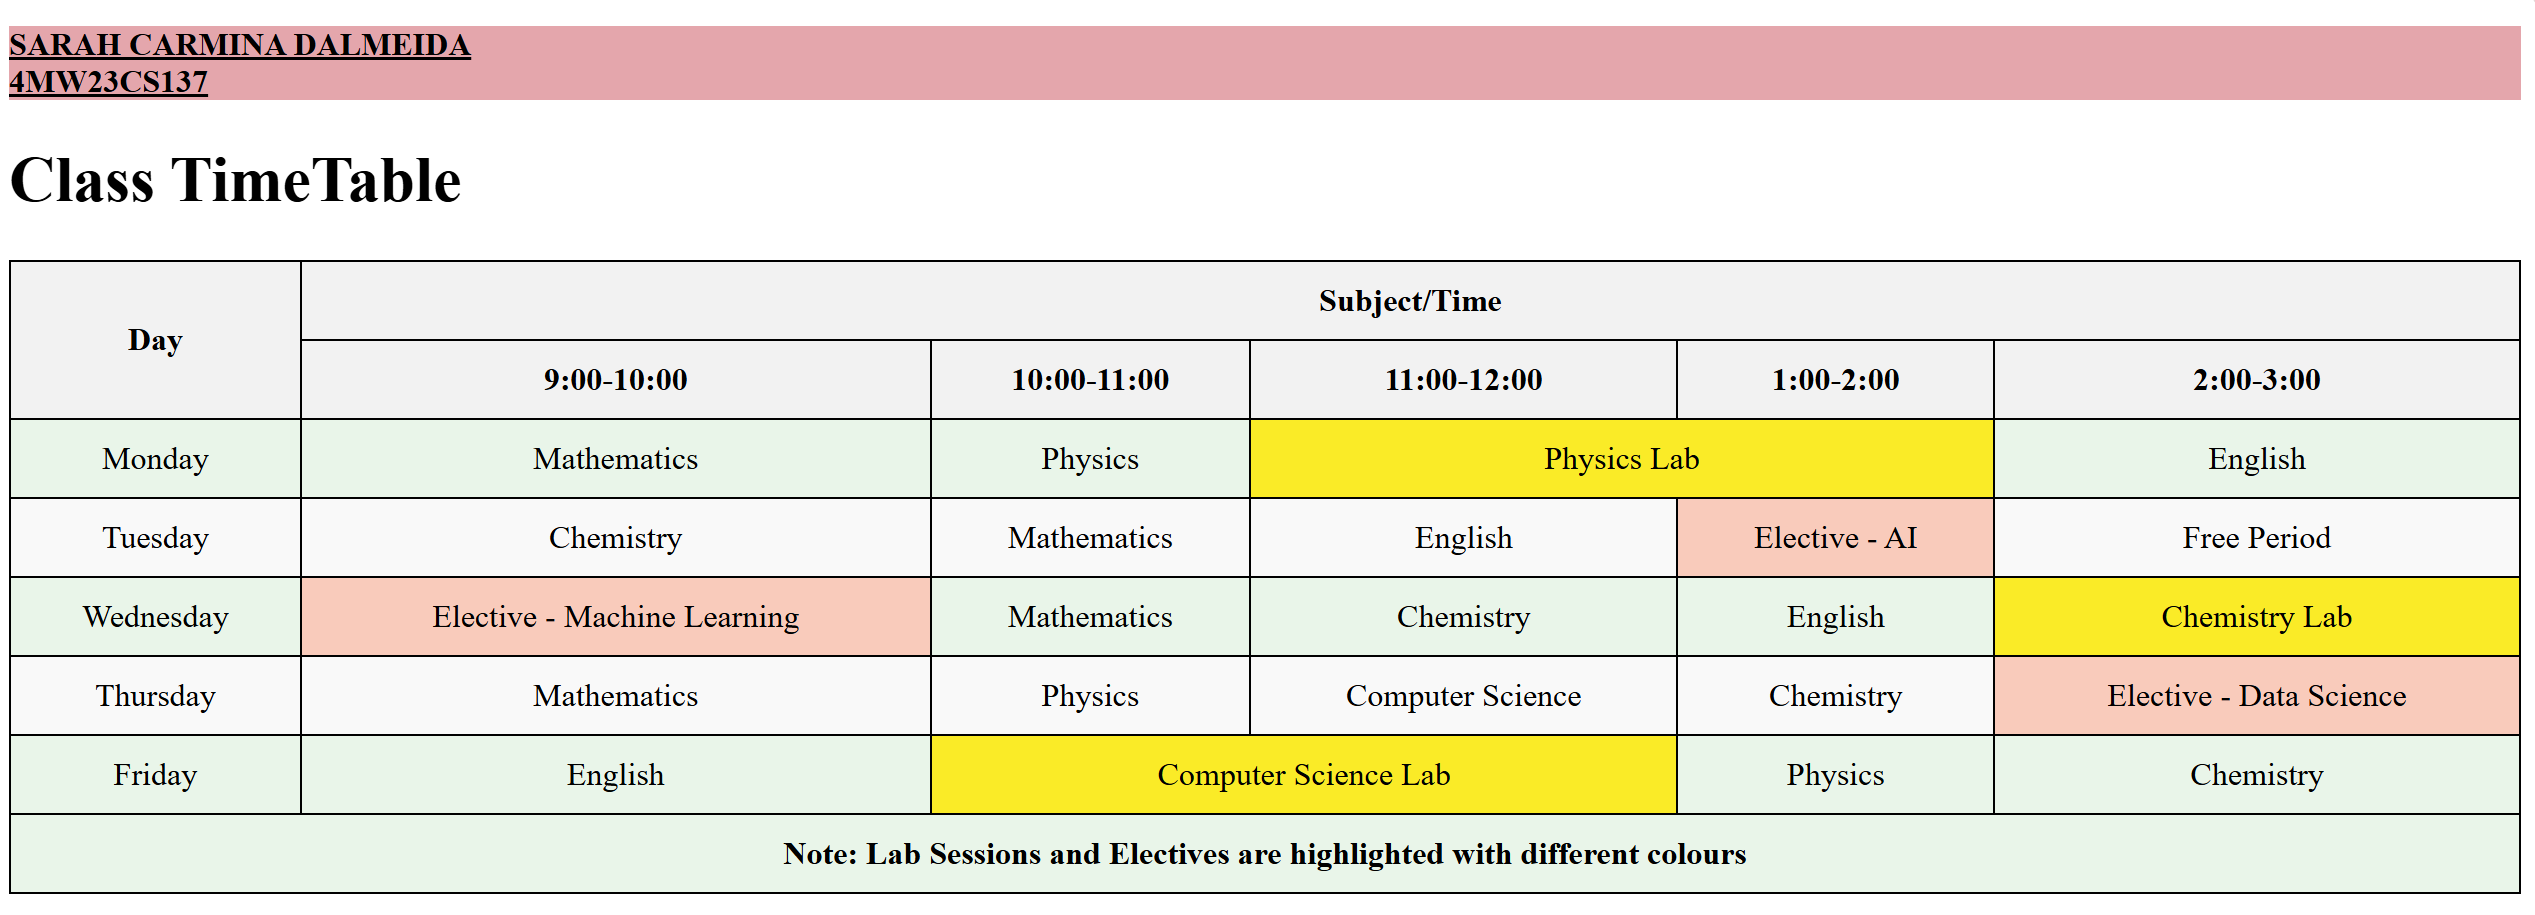 SARAH CARMINA DALMEIDA
4MW23CS137
Class TimeTable
Day Subject/Time
9:00-10:00 10:00-11:00 11:00-12:00 1:00-2:00 2:00-3:00
Monday Mathematics Physics Physics Lab English
Tuesday Chemistry Mathematics English Elective - AI Free Period
Wednesday Elective - Machine Learning Mathematics Chemistry English Chemistry Lab
Thursday Mathematics Physics Computer Science Chemistry Elective - Data Science
Friday English Computer Science Lab Physics Chemistry
Note: Lab Sessions and Electives are highlighted with different colours